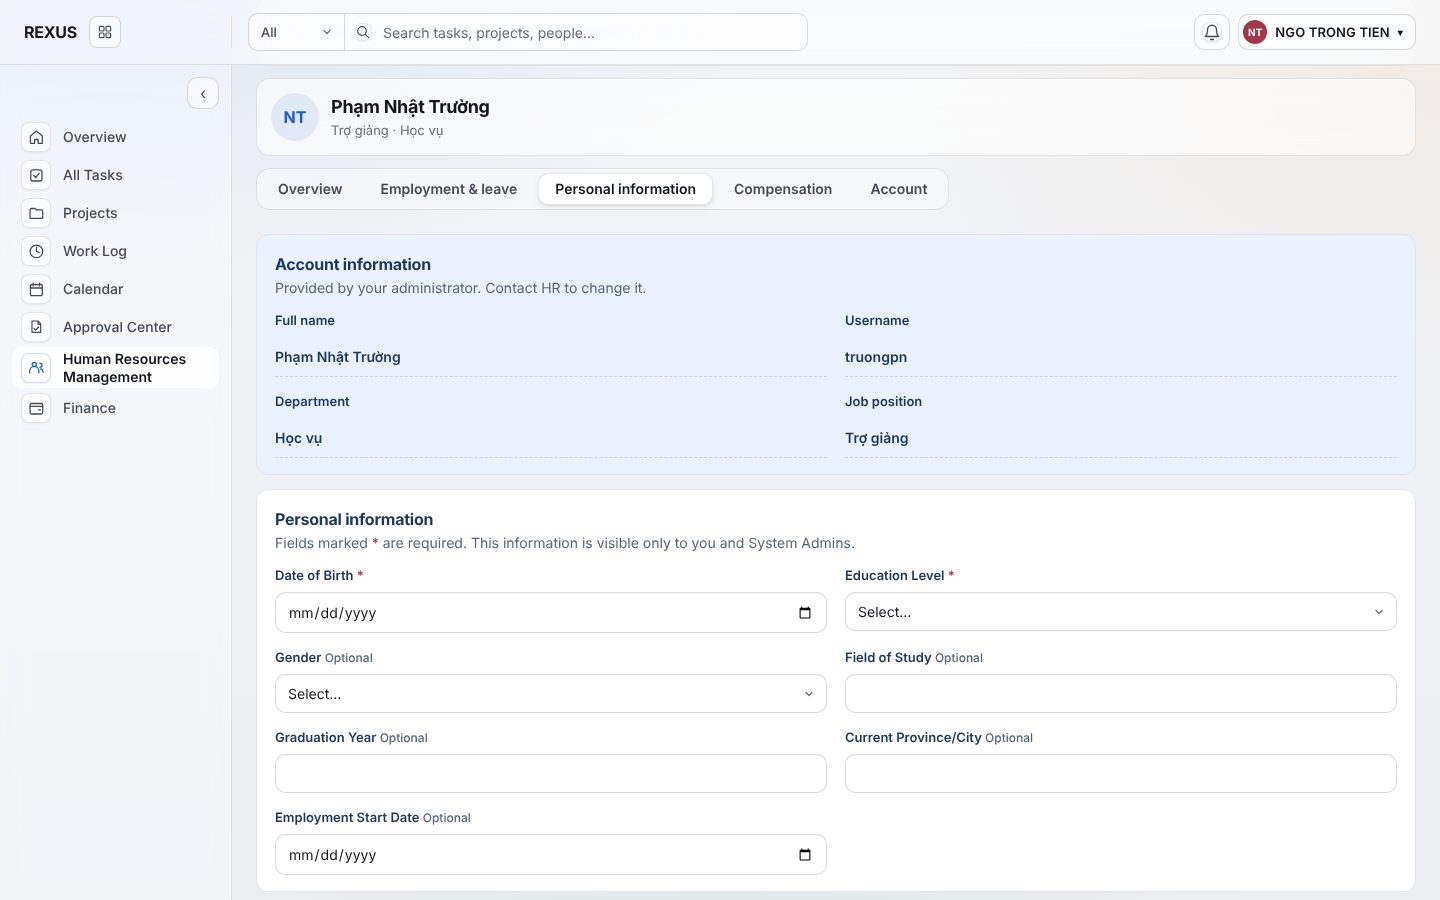 REXUS
All
Search tasks, projects, people...
NT
NGO TRONG TIEN
Overview
All Tasks
Projects
Work Log
Calendar
Approval Center
Human Resources
Management
Finance
NT
Phạm Nhật Trường
Trợ giảng · Học vụ
Overview
Employment & leave
Personal information
Compensation
Account
Account information
Provided by your administrator. Contact HR to change it.
Full name
Username
Phạm Nhật Trường
truongpn
Department
Job position
Học vụ
Trợ giảng
Personal information
Fields marked * are required. This information is visible only to you and System Admins.
Date of Birth *
Education Level *
mm/dd/yyyy
Select...
Gender Optional
Field of Study Optional
Select...
Graduation Year Optional
Current Province/City Optional
Employment Start Date Optional
mm/dd/yyyy